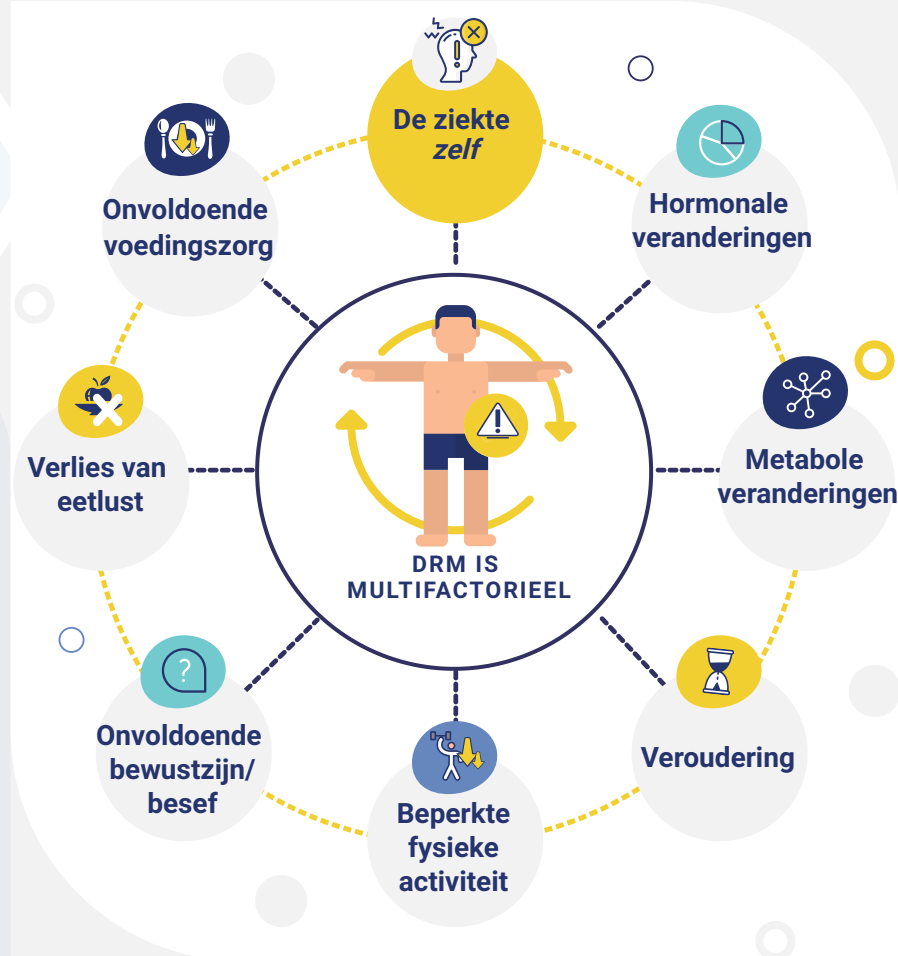 De ziekte
zelf
Hormonale
veranderingen
Metabole
veranderingen
Veroudering
Beperkte
fysieke
activiteit
Onvoldoende
bewustzijn/
besef
Verlies van
eetlust
Onvoldoende
voedingszorg
DRM IS
MULTIFACTORIEEL
?